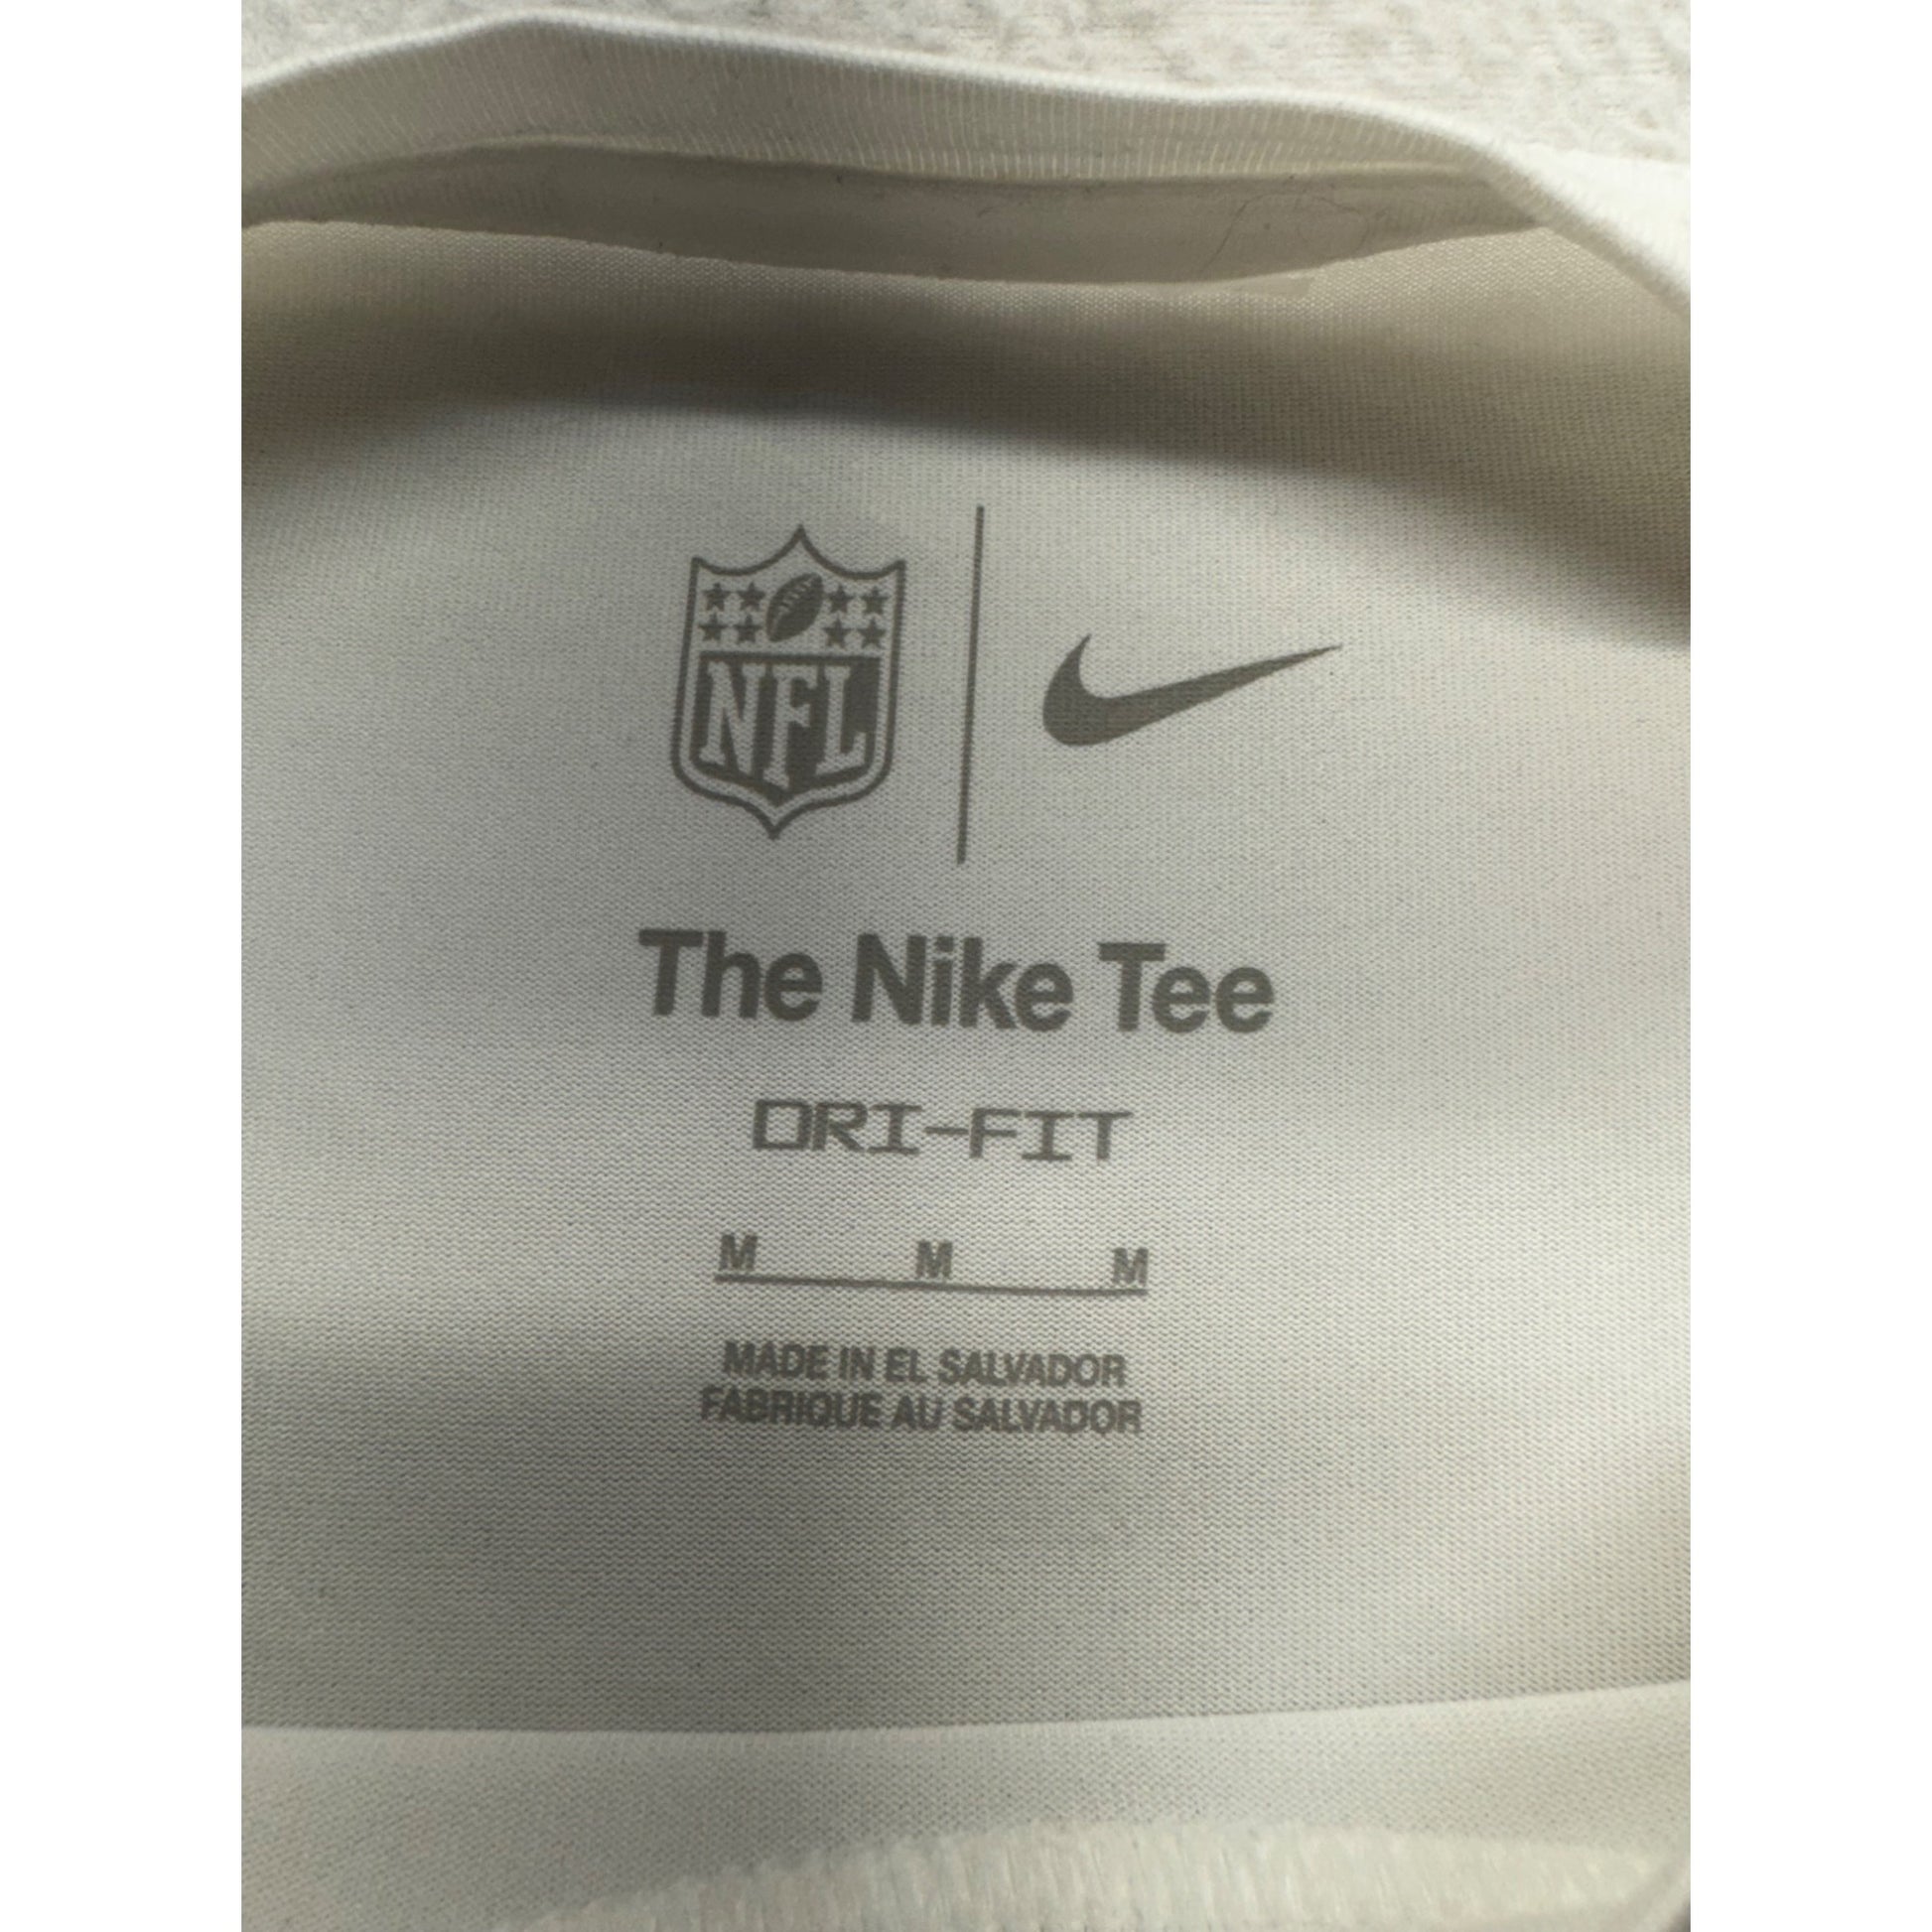 NFL
The Nike Tee
DRI-FIT
M M M
MADE IN EL SALVADOR
FABRIQUE AU SALVADOR